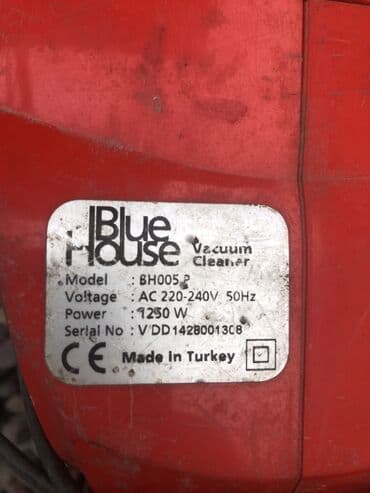 Blue
House
Vacuum
Cleaner
Model : BH005 P
Voltage : AC 220-240V 50Hz
Power : 1250 W
Serial No : VDD1428001308
CE Made in Turkey